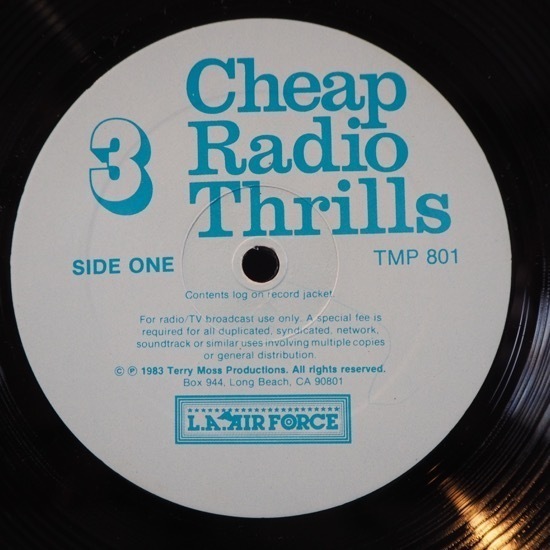 3
Cheap
Radio
Thrills
SIDE ONE
TMP 801
Contents log on record jacket.
For radio/TV broadcast use only. A special fee is
required for all duplicated, syndicated, network,
soundtrack or similar uses involving multiple copies
or general distribution.
© ℗ 1983 Terry Moss Productions. All rights reserved.
Box 944, Long Beach, CA 90801
L.A. AIR FORCE